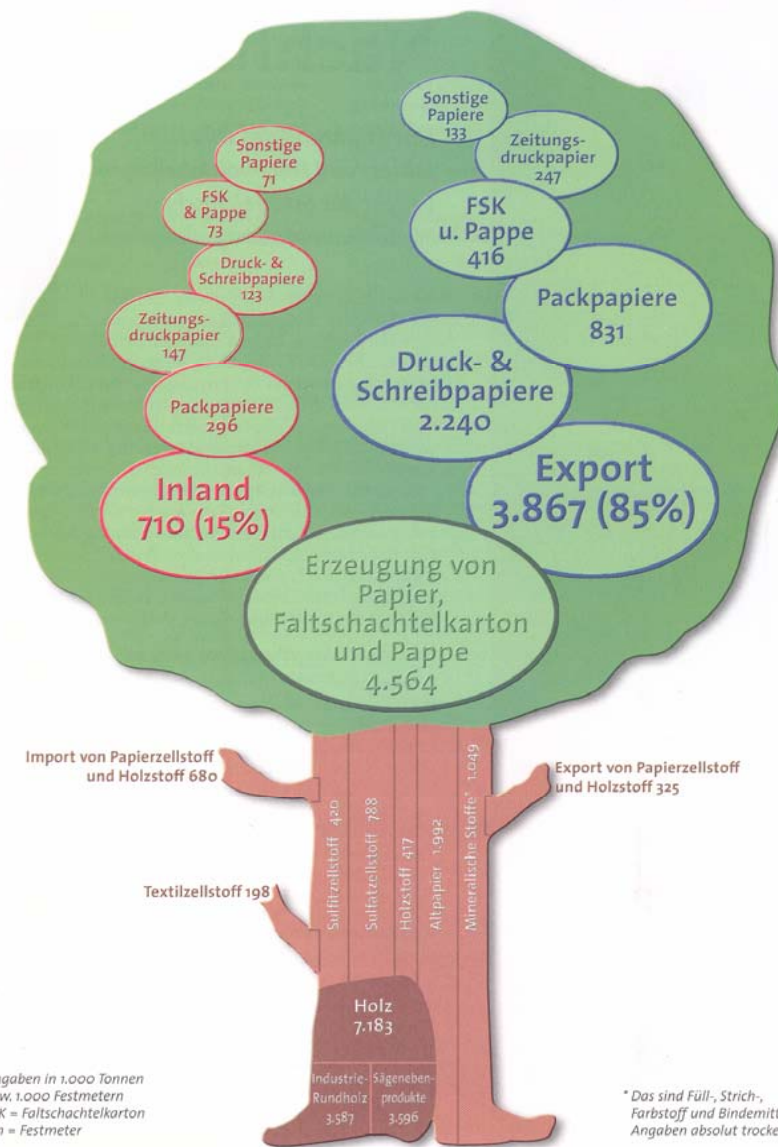 Sonstige
Papiere
133
Zeitungs-
druckpapier
247
FSK
u. Pappe
416
Packpapiere
831
Druck- &
Schreibpapiere
2.240
Export
3.867 (85%)
Sonstige
Papiere
71
FSK
& Pappe
73
Druck- &
Schreibpapiere
123
Zeitungs-
druckpapier
147
Packpapiere
296
Inland
710 (15%)
Erzeugung von
Papier,
Faltschachtelkarton
und Pappe
4.564
Import von Papierzellstoff
und Holzstoff 680
Export von Papierzellstoff
und Holzstoff 325
Textilzellstoff 198
Sulfitzellstoff 420
Sulfatzellstoff 788
Holzstoff 417
Altpapier 1.992
Mineralische Stoffe* 1.049
Holz
7.183
Industrie-
Rundholz
3.587
Sägeneben-
produkte
3.596
ngaben in 1.000 Tonnen
w. 1.000 Festmetern
K = Faltschachtelkarton
= Festmeter
* Das sind Füll-, Strich-,
Farbstoff und Bindemitt
Angaben absolut trocke